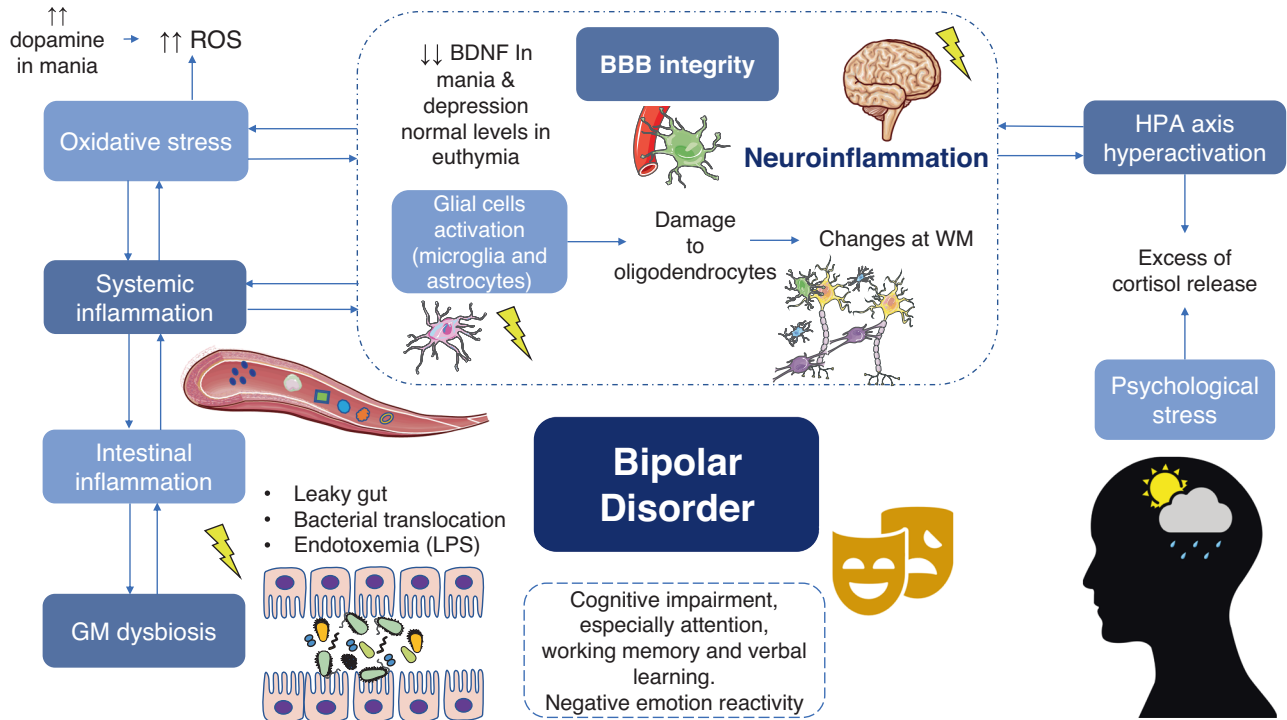 ↑↑
dopamine
in mania
↑↑ ROS
Oxidative stress
Systemic
inflammation
Intestinal
inflammation
GM dysbiosis
↓↓ BDNF In
mania &
depression
normal levels in
euthymia
BBB integrity
Neuroinflammation
Glial cells
activation
(microglia and
astrocytes)
Damage
to
oligodendrocytes
Changes at WM
HPA axis
hyperactivation
Excess of
cortisol release
Psychological
stress
• Leaky gut
• Bacterial translocation
• Endotoxemia (LPS)
Bipolar
Disorder
Cognitive impairment,
especially attention,
working memory and verbal
learning.
Negative emotion reactivity